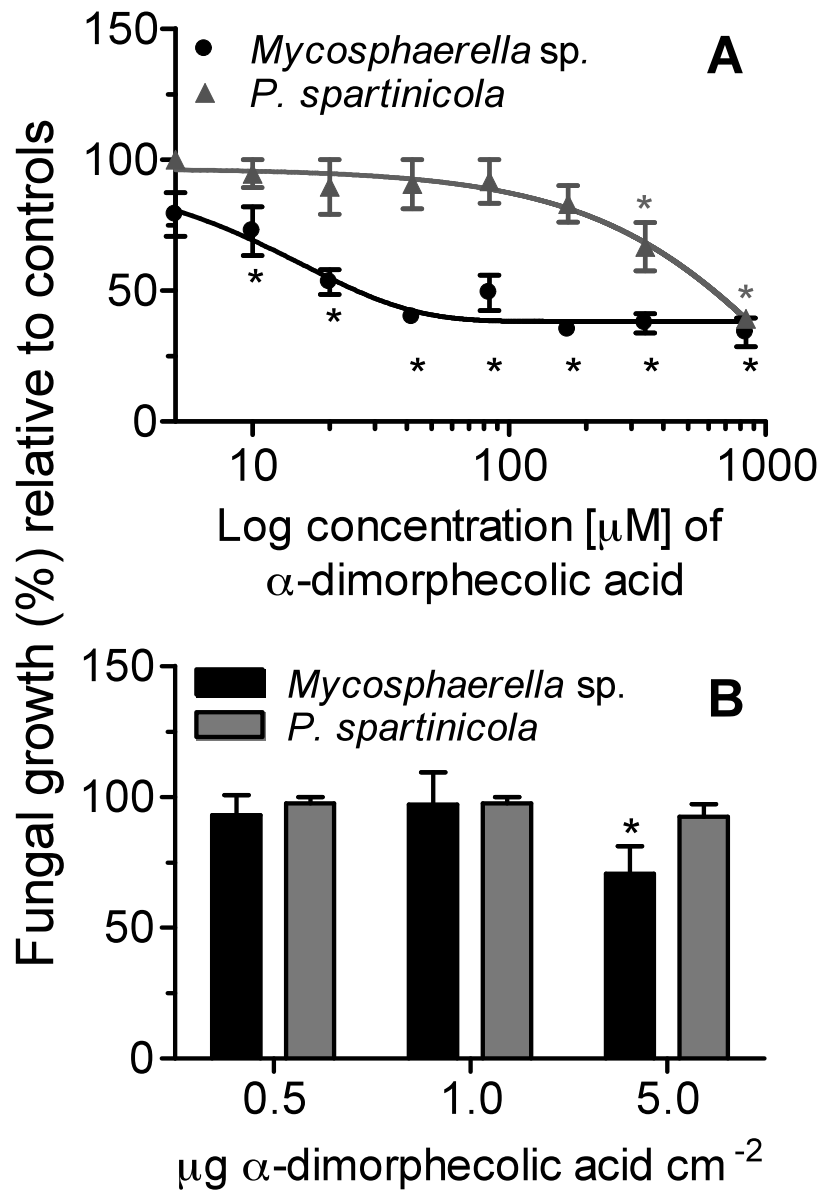 Fungal growth (%) relative to controls
150
Mycosphaerella sp.
A
P. spartinicola
100
*
*
*
*
50
* * * * *
0
10 100 1000
Log concentration [μM] of
α-dimorphecolic acid
150
Mycosphaerella sp.
B
P. spartinicola
100
*
50
0
0.5 1.0 5.0
μg α-dimorphecolic acid cm⁻²